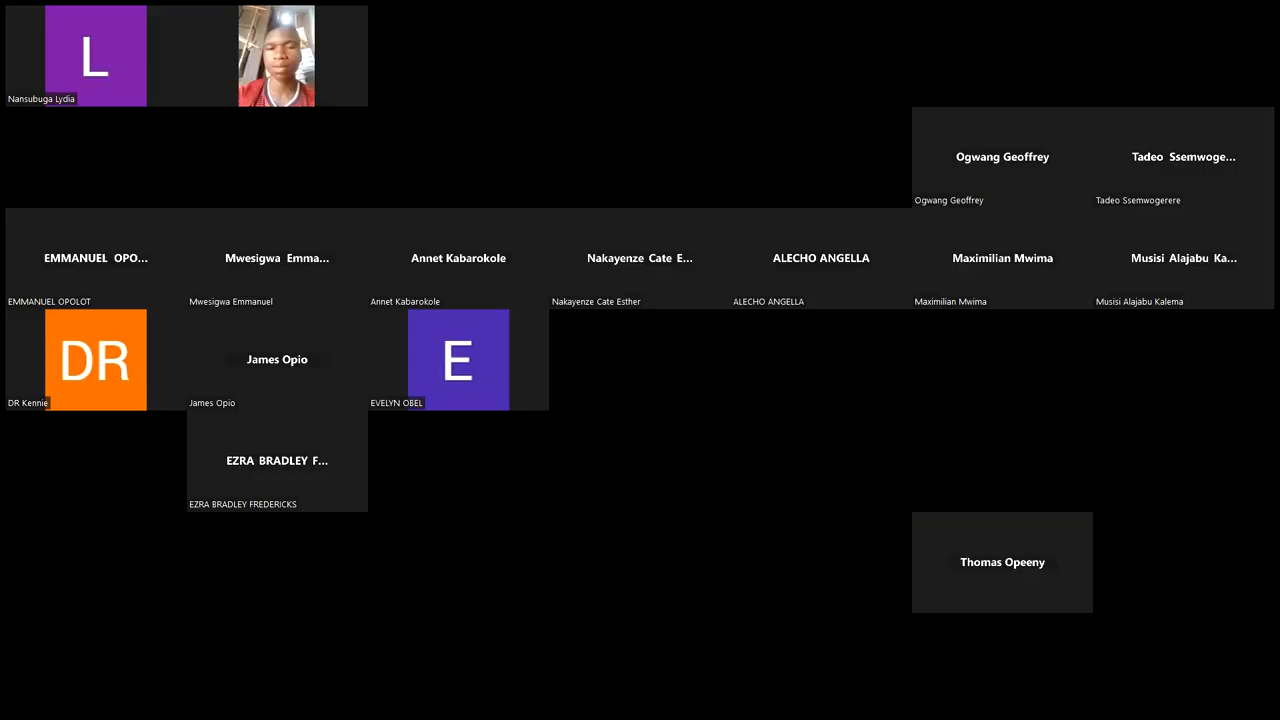 L
Nansubuga Lydia
Ogwang Geoffrey
Tadeo Ssemwoge...
Ogwang Geoffrey
Tadeo Ssemwogerere
EMMANUEL OPO...
Mwesigwa Emma...
Annet Kabarokole
Nakayenze Cate E...
ALECHO ANGELLA
Maximilian Mwima
Musisi Alajabu Ka...
EMMANUEL OPOLOT
Mwesigwa Emmanuel
Annet Kabarokole
Nakayenze Cate Esther
ALECHO ANGELLA
Maximilian Mwima
Musisi Alajabu Kalema
DR
James Opio
E
DR Kennie
James Opio
EVELYN OBEL
EZRA BRADLEY F...
EZRA BRADLEY FREDERICKS
Thomas Opeeny